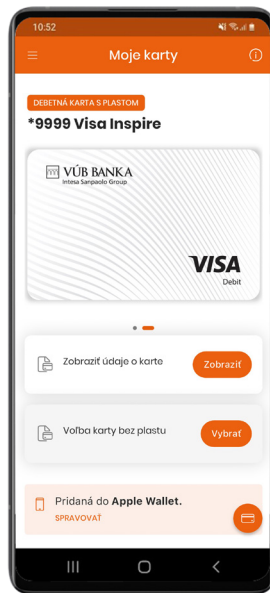 10:52
Moje karty
DEBETNÁ KARTA S PLASTOM
*9999 Visa Inspire
VÚB BANKA
Intesa Sanpaolo Group
VISA
Debit
Zobraziť údaje o karte
Zobraziť
Voľba karty bez plastu
Vybrať
Pridaná do Apple Wallet.
SPRAVOVAŤ